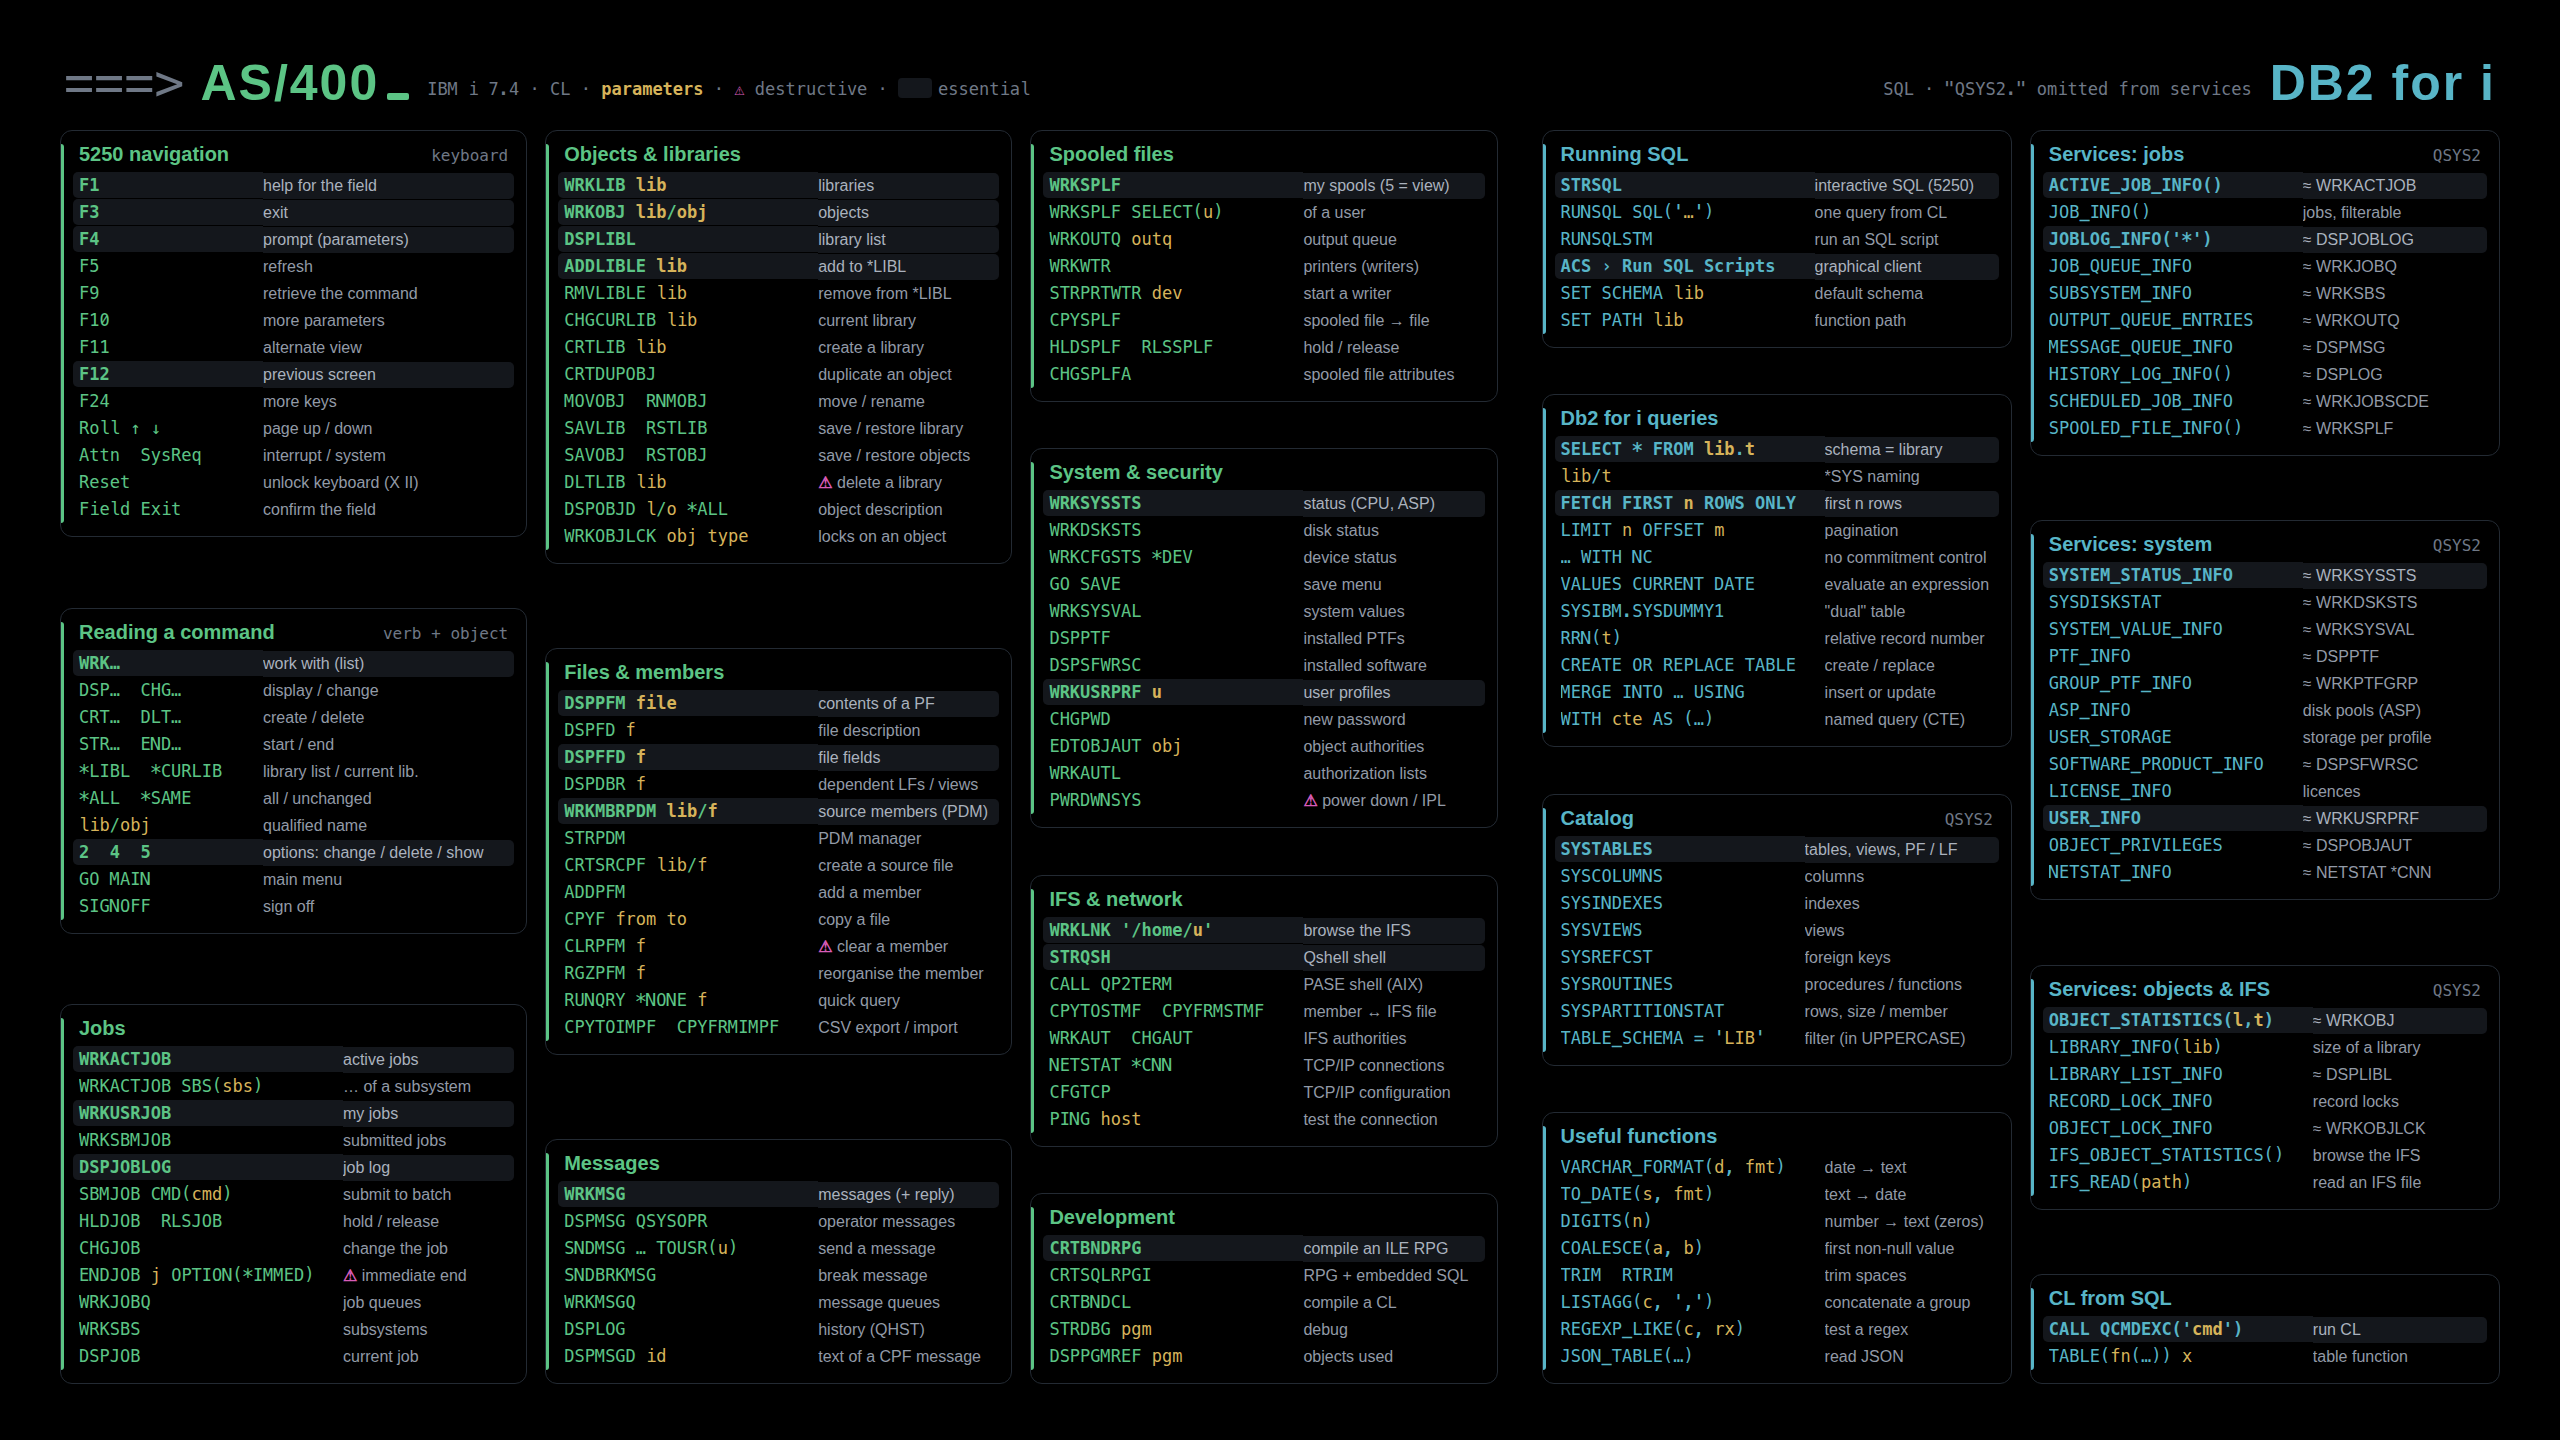 ===> AS/400_ IBM i 7.4 · CL · parameters · ⚠ destructive · essential
SQL · "QSYS2." omitted from services DB2 for i
5250 navigation keyboard
F1 help for the field
F3 exit
F4 prompt (parameters)
F5 refresh
F9 retrieve the command
F10 more parameters
F11 alternate view
F12 previous screen
F24 more keys
Roll ↑ ↓ page up / down
Attn SysReq interrupt / system
Reset unlock keyboard (X II)
Field Exit confirm the field
Reading a command verb + object
WRK… work with (list)
DSP… CHG… display / change
CRT… DLT… create / delete
STR… END… start / end
*LIBL *CURLIB library list / current lib.
*ALL *SAME all / unchanged
lib/obj qualified name
2 4 5 options: change / delete / show
GO MAIN main menu
SIGNOFF sign off
Jobs
WRKACTJOB active jobs
WRKACTJOB SBS(sbs) … of a subsystem
WRKUSRJOB my jobs
WRKSBMJOB submitted jobs
DSPJOBLOG job log
SBMJOB CMD(cmd) submit to batch
HLDJOB RLSJOB hold / release
CHGJOB change the job
ENDJOB j OPTION(*IMMED) ⚠ immediate end
WRKJOBQ job queues
WRKSBS subsystems
DSPJOB current job
Objects & libraries
WRKLIB lib libraries
WRKOBJ lib/obj objects
DSPLIBL library list
ADDLIBLE lib add to *LIBL
RMVLIBLE lib remove from *LIBL
CHGCURLIB lib current library
CRTLIB lib create a library
CRTDUPOBJ duplicate an object
MOVOBJ RNMOBJ move / rename
SAVLIB RSTLIB save / restore library
SAVOBJ RSTOBJ save / restore objects
DLTLIB lib ⚠ delete a library
DSPOBJD l/o *ALL object description
WRKOBJLCK obj type locks on an object
Files & members
DSPPFM file contents of a PF
DSPFD f file description
DSPFFD f file fields
DSPDBR f dependent LFs / views
WRKMBRPDM lib/f source members (PDM)
STRPDM PDM manager
CRTSRCPF lib/f create a source file
ADDPFM add a member
CPYF from to copy a file
CLRPFM f ⚠ clear a member
RGZPFM f reorganise the member
RUNQRY *NONE f quick query
CPYTOIMPF CPYFRMIMPF CSV export / import
Messages
WRKMSG messages (+ reply)
DSPMSG QSYSOPR operator messages
SNDMSG … TOUSR(u) send a message
SNDBRKMSG break message
WRKMSGQ message queues
DSPLOG history (QHST)
DSPMSGD id text of a CPF message
Spooled files
WRKSPLF my spools (5 = view)
WRKSPLF SELECT(u) of a user
WRKOUTQ outq output queue
WRKWTR printers (writers)
STRPRTWTR dev start a writer
CPYSPLF spooled file → file
HLDSPLF RLSSPLF hold / release
CHGSPLFA spooled file attributes
System & security
WRKSYSSTS status (CPU, ASP)
WRKDSKSTS disk status
WRKCFGSTS *DEV device status
GO SAVE save menu
WRKSYSVAL system values
DSPPTF installed PTFs
DSPSFWRSC installed software
WRKUSRPRF u user profiles
CHGPWD new password
EDTOBJAUT obj object authorities
WRKAUTL authorization lists
PWRDWNSYS ⚠ power down / IPL
IFS & network
WRKLNK '/home/u' browse the IFS
STRQSH Qshell shell
CALL QP2TERM PASE shell (AIX)
CPYTOSTMF CPYFRMSTMF member ↔ IFS file
WRKAUT CHGAUT IFS authorities
NETSTAT *CNN TCP/IP connections
CFGTCP TCP/IP configuration
PING host test the connection
Development
CRTBNDRPG compile an ILE RPG
CRTSQLRPGI RPG + embedded SQL
CRTBNDCL compile a CL
STRDBG pgm debug
DSPPGMREF pgm objects used
Running SQL
STRSQL interactive SQL (5250)
RUNSQL SQL('…') one query from CL
RUNSQLSTM run an SQL script
ACS › Run SQL Scripts graphical client
SET SCHEMA lib default schema
SET PATH lib function path
Db2 for i queries
SELECT * FROM lib.t schema = library
lib/t *SYS naming
FETCH FIRST n ROWS ONLY first n rows
LIMIT n OFFSET m pagination
… WITH NC no commitment control
VALUES CURRENT DATE evaluate an expression
SYSIBM.SYSDUMMY1 "dual" table
RRN(t) relative record number
CREATE OR REPLACE TABLE create / replace
MERGE INTO … USING insert or update
WITH cte AS (…) named query (CTE)
Catalog QSYS2
SYSTABLES tables, views, PF / LF
SYSCOLUMNS columns
SYSINDEXES indexes
SYSVIEWS views
SYSREFCST foreign keys
SYSROUTINES procedures / functions
SYSPARTITIONSTAT rows, size / member
TABLE_SCHEMA = 'LIB' filter (in UPPERCASE)
Useful functions
VARCHAR_FORMAT(d, fmt) date → text
TO_DATE(s, fmt) text → date
DIGITS(n) number → text (zeros)
COALESCE(a, b) first non-null value
TRIM RTRIM trim spaces
LISTAGG(c, ',') concatenate a group
REGEXP_LIKE(c, rx) test a regex
JSON_TABLE(…) read JSON
Services: jobs QSYS2
ACTIVE_JOB_INFO() ≈ WRKACTJOB
JOB_INFO() jobs, filterable
JOBLOG_INFO('*') ≈ DSPJOBLOG
JOB_QUEUE_INFO ≈ WRKJOBQ
SUBSYSTEM_INFO ≈ WRKSBS
OUTPUT_QUEUE_ENTRIES ≈ WRKOUTQ
MESSAGE_QUEUE_INFO ≈ DSPMSG
HISTORY_LOG_INFO() ≈ DSPLOG
SCHEDULED_JOB_INFO ≈ WRKJOBSCDE
SPOOLED_FILE_INFO() ≈ WRKSPLF
Services: system QSYS2
SYSTEM_STATUS_INFO ≈ WRKSYSSTS
SYSDISKSTAT ≈ WRKDSKSTS
SYSTEM_VALUE_INFO ≈ WRKSYSVAL
PTF_INFO ≈ DSPPTF
GROUP_PTF_INFO ≈ WRKPTFGRP
ASP_INFO disk pools (ASP)
USER_STORAGE storage per profile
SOFTWARE_PRODUCT_INFO ≈ DSPSFWRSC
LICENSE_INFO licences
USER_INFO ≈ WRKUSRPRF
OBJECT_PRIVILEGES ≈ DSPOBJAUT
NETSTAT_INFO ≈ NETSTAT *CNN
Services: objects & IFS QSYS2
OBJECT_STATISTICS(l,t) ≈ WRKOBJ
LIBRARY_INFO(lib) size of a library
LIBRARY_LIST_INFO ≈ DSPLIBL
RECORD_LOCK_INFO record locks
OBJECT_LOCK_INFO ≈ WRKOBJLCK
IFS_OBJECT_STATISTICS() browse the IFS
IFS_READ(path) read an IFS file
CL from SQL
CALL QCMDEXC('cmd') run CL
TABLE(fn(…)) x table function